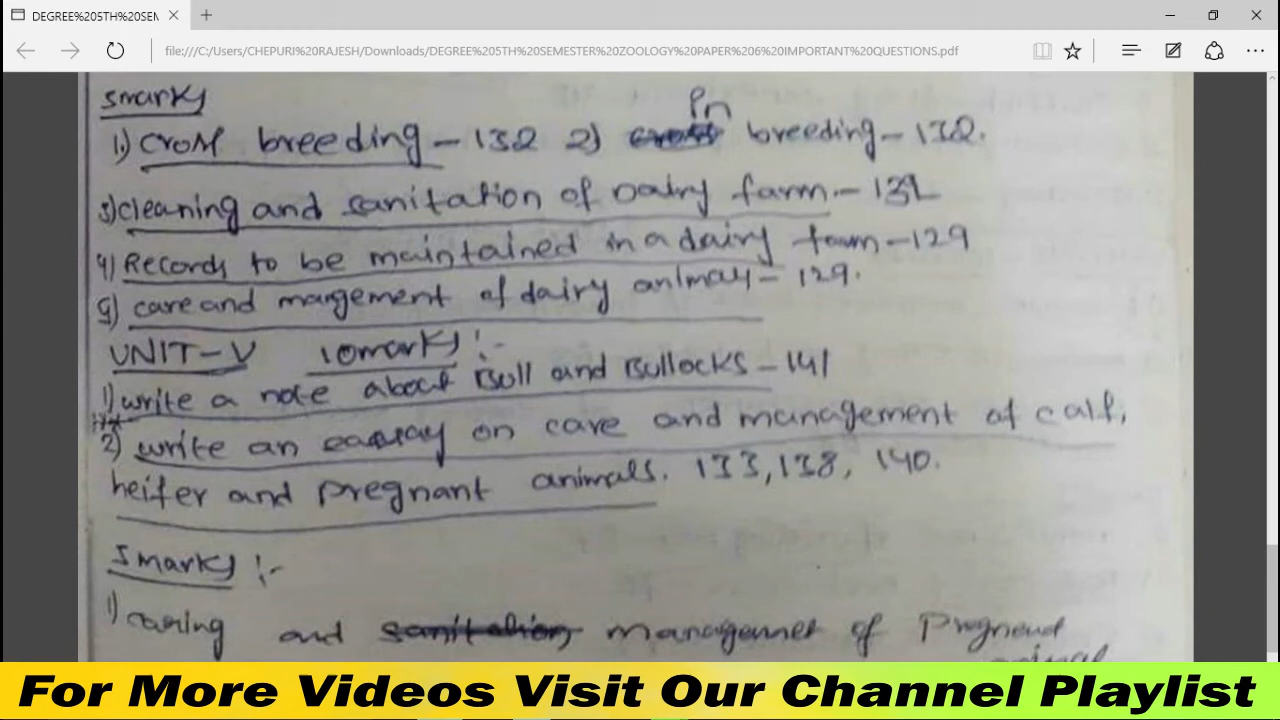 DEGREE%205TH%20SEM
file:///C:/Users/CHEPURI%20RAJESH/Downloads/DEGREE%205TH%20SEMESTER%20ZOOLOGY%20PAPER%206%20IMPORTANT%20QUESTIONS.pdf
5marks
1) Cross breeding - 132 2) In breeding - 132.
3) cleaning and sanitation of Dairy farm - 131
4) Records to be maintained in a dairy farm - 129
5) care and mangement of dairy animals - 129.
UNIT-V 10marks :-
1) write a note about Bull and Bullocks - 141
2) write an essay on care and management of calf,
heifer and pregnant animals. 133, 138, 140.
5marks :-
1) caring and sanitation management of Pregnant
animal
For More Videos Visit Our Channel Playlist